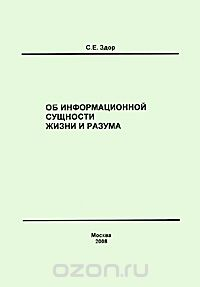 С.Е. Здор
ОБ ИНФОРМАЦИОННОЙ
СУЩНОСТИ
ЖИЗНИ И РАЗУМА
Москва
2008
ozon.ru